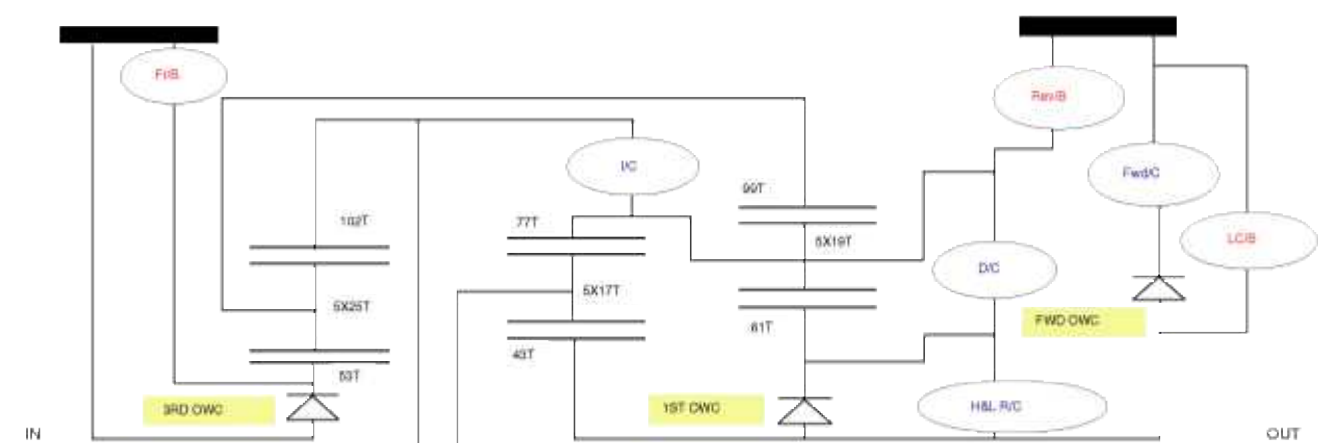 Fr/B
Rev/B
I/C
Fwd/C
99T
102T
77T
5X19T
LC/B
D/C
5X25T
5X17T
FWD OWC
61T
43T
53T
3RD OWC
1ST OWC
H&L R/C
IN
OUT